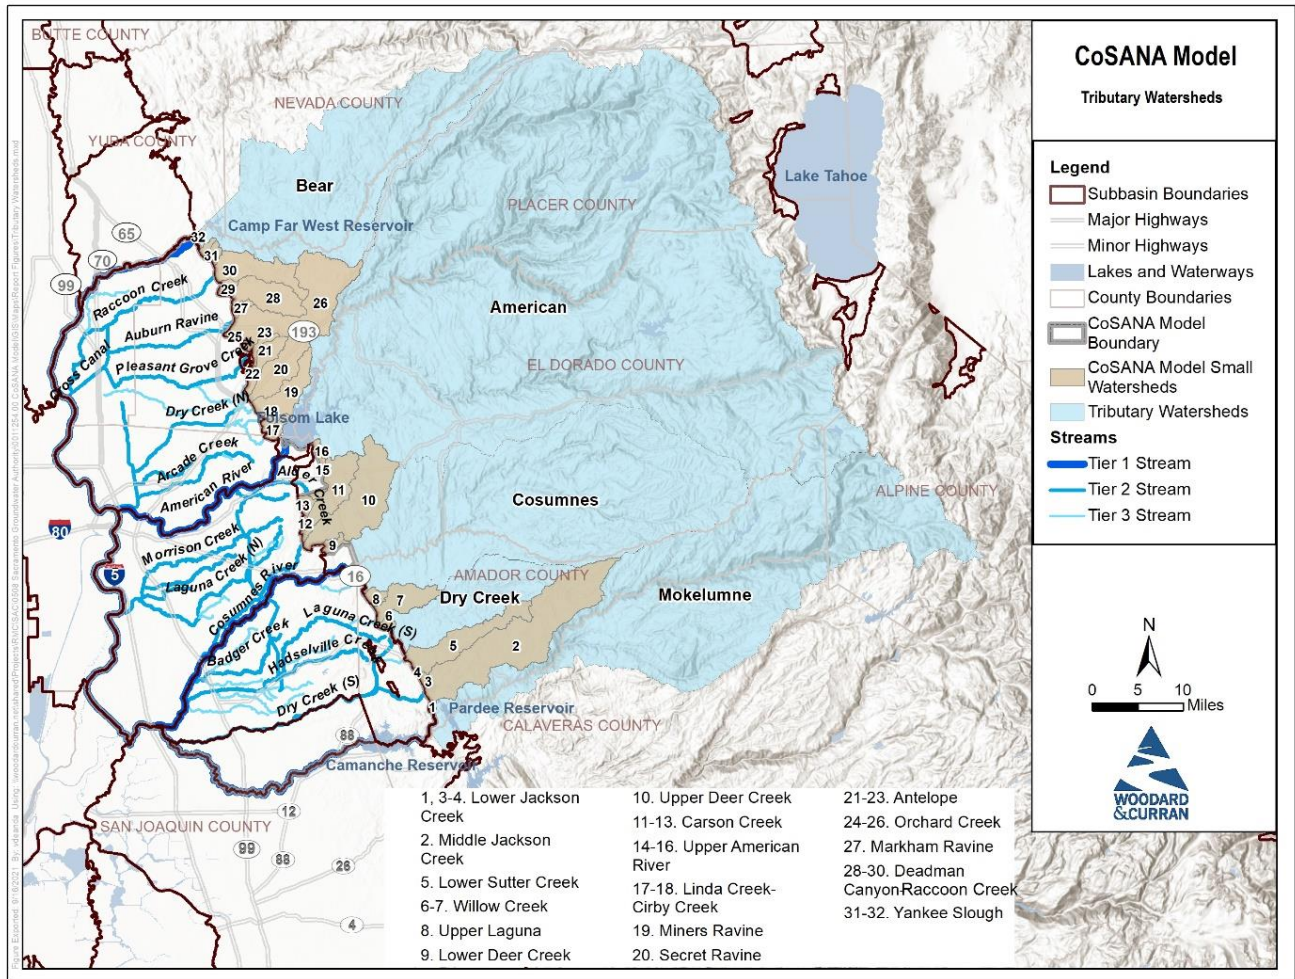 CoSANA Model
Tributary Watersheds
Legend
Subbasin Boundaries
Major Highways
Minor Highways
Lakes and Waterways
County Boundaries
CoSANA Model
Boundary
CoSANA Model Small
Watersheds
Tributary Watersheds
Streams
Tier 1 Stream
Tier 2 Stream
Tier 3 Stream
N
0 5 10
Miles
WOODARD
&CURRAN
BUTTE COUNTY
NEVADA COUNTY
YUBA COUNTY
Bear
Lake Tahoe
PLACER COUNTY
Camp Far West Reservoir
65
32
31
70
30
99
29
28
26
27
Raccoon Creek
American
Auburn Ravine
25
23
193
21
Cross Canal
Pleasant Grove Creek
22
20
EL DORADO COUNTY
19
Dry Creek (N)
18
Folsom Lake
17
Arcade Creek
16
American River
Alder Creek
15
11
10
13
12
Cosumnes
ALPINE COUNTY
80
Morrison Creek
9
Laguna Creek (N)
5
Cosumnes River
16
AMADOR COUNTY
8
7
Dry Creek
Mokelumne
6
Laguna Creek (S)
Badger Creek
5
2
Hadselville Creek
4
3
Dry Creek (S)
1
Pardee Reservoir
CALAVERAS COUNTY
88
Camanche Reservoir
12
SAN JOAQUIN COUNTY
99
88
26
4
1, 3-4. Lower Jackson
Creek
2. Middle Jackson
Creek
5. Lower Sutter Creek
6-7. Willow Creek
8. Upper Laguna
9. Lower Deer Creek
10. Upper Deer Creek
11-13. Carson Creek
14-16. Upper American
River
17-18. Linda Creek-
Cirby Creek
19. Miners Ravine
20. Secret Ravine
21-23. Antelope
24-26. Orchard Creek
27. Markham Ravine
28-30. Deadman
Canyon-Raccoon Creek
31-32. Yankee Slough